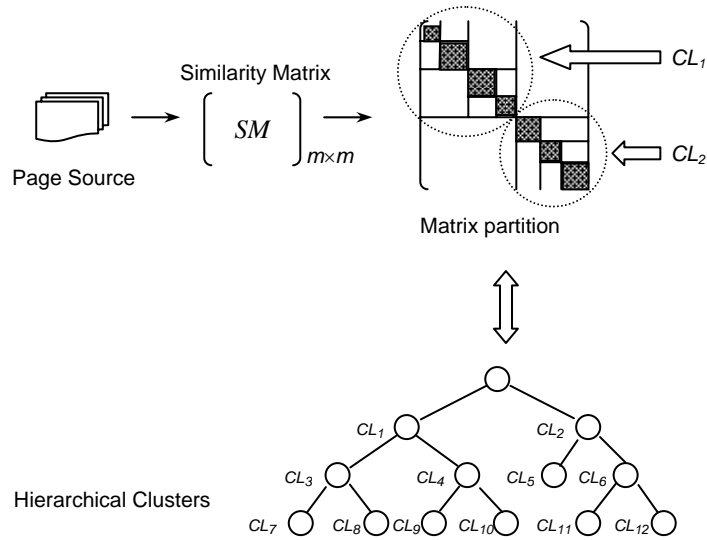 CL1
Similarity Matrix
SM
m×m
CL2
Page Source
Matrix partition
CL1
CL2
CL3
CL4
CL5
CL6
Hierarchical Clusters
CL7
CL8
CL9
CL10
CL11
CL12